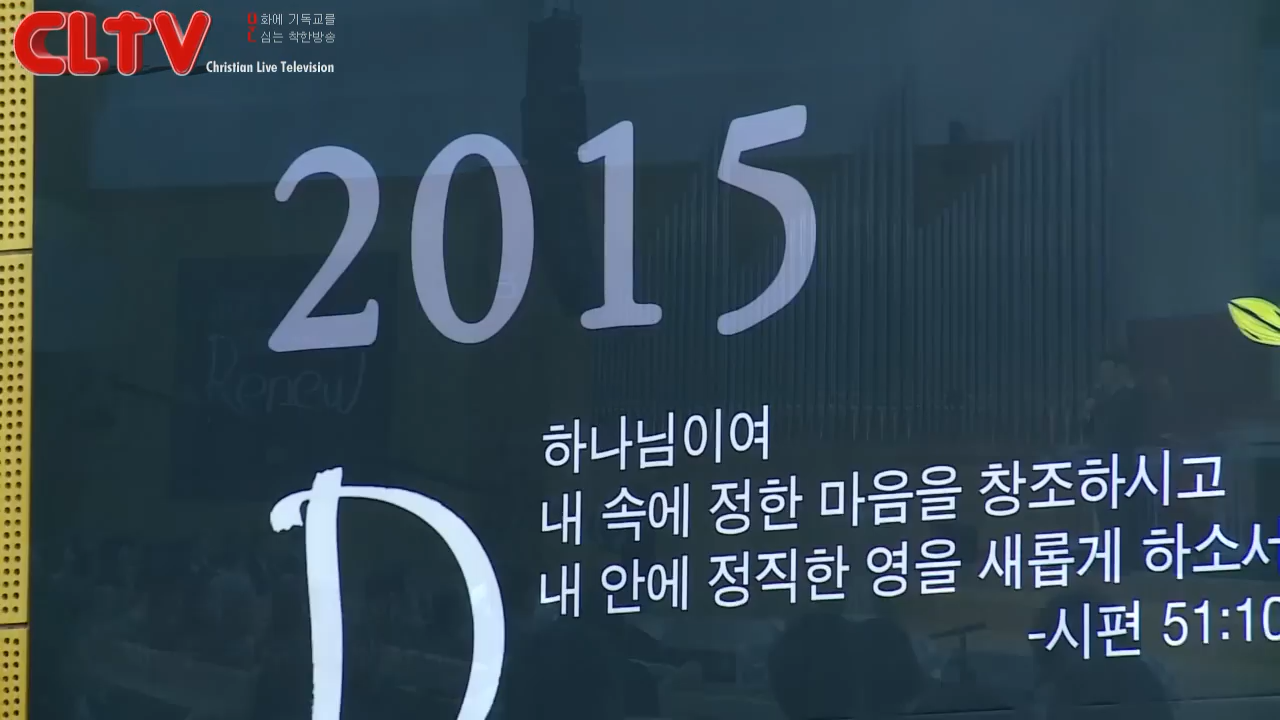 CLTV
문화에 기독교를
심는 착한방송
Christian Live Television
2015
Renew
하나님이여
내 속에 정한 마음을 창조하시고
내 안에 정직한 영을 새롭게 하소서
-시편 51:10